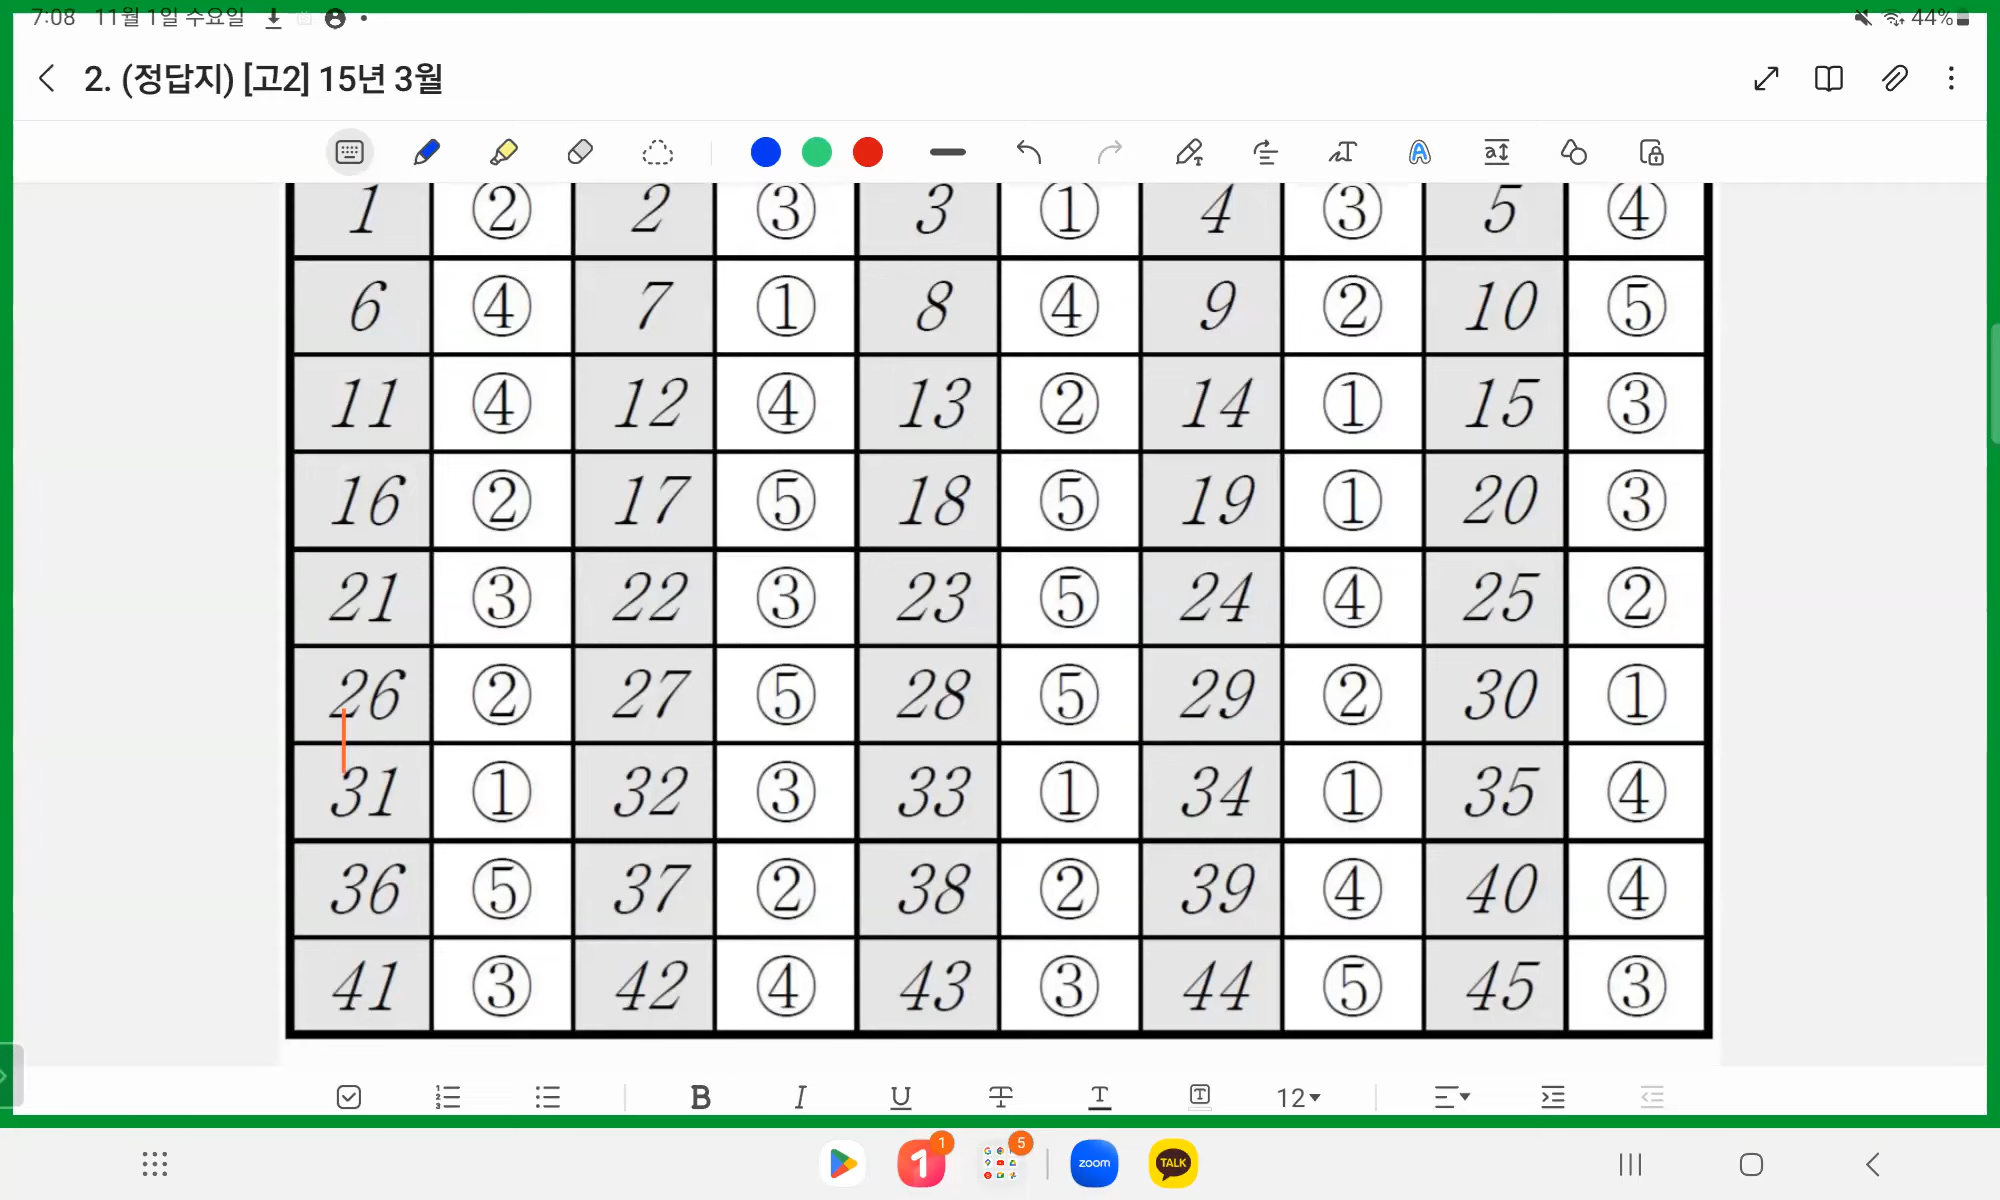 7:08 11월 1일 수요일 44%
2. (정답지) [고2] 15년 3월
1 ② 2 ③ 3 ① 4 ③ 5 ④
6 ④ 7 ① 8 ④ 9 ② 10 ⑤
11 ④ 12 ④ 13 ② 14 ① 15 ③
16 ② 17 ⑤ 18 ⑤ 19 ① 20 ③
21 ③ 22 ③ 23 ⑤ 24 ④ 25 ②
26 ② 27 ⑤ 28 ⑤ 29 ② 30 ①
31 ① 32 ③ 33 ① 34 ① 35 ④
36 ⑤ 37 ② 38 ② 39 ④ 40 ④
41 ③ 42 ④ 43 ③ 44 ⑤ 45 ③
B I U T T T 12
1 1 5 zoom TALK